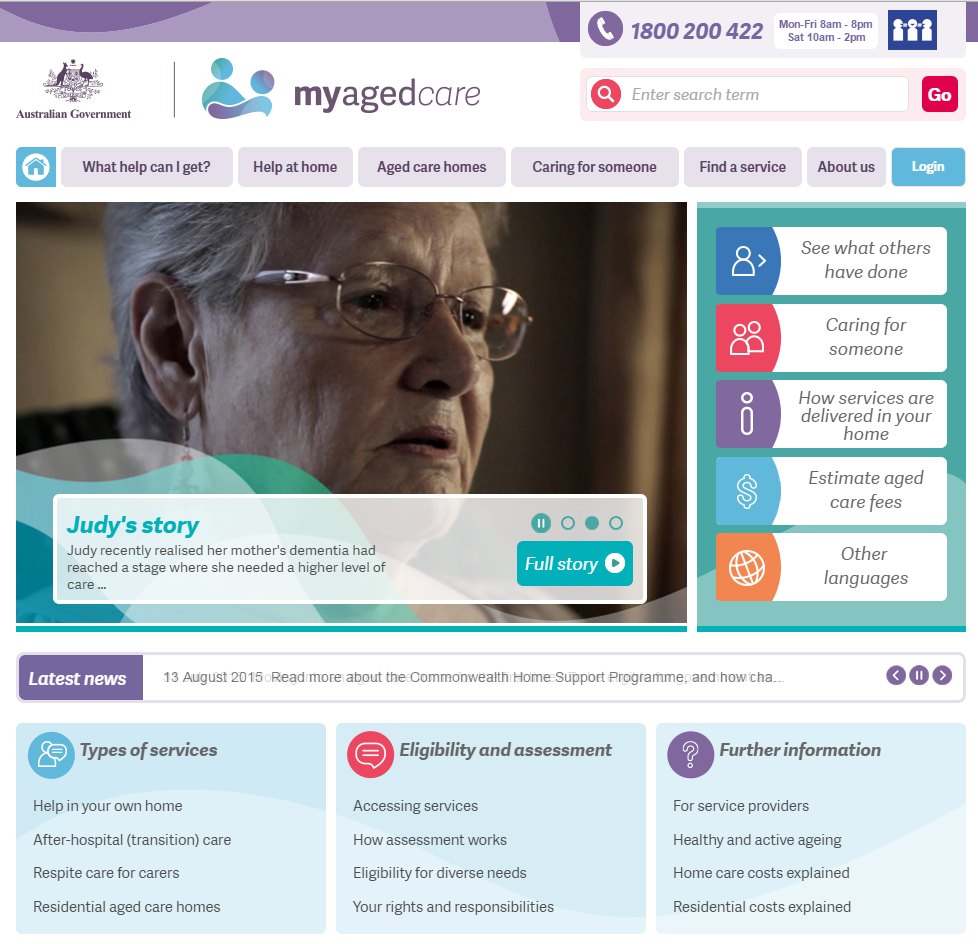 1800 200 422
Mon-Fri 8am - 8pm
Sat 10am - 2pm
Australian Government
myagedcare
Enter search term
Go
What help can I get?
Help at home
Aged care homes
Caring for someone
Find a service
About us
Login
See what others
have done
Caring for
someone
How services are
delivered in your
home
Estimate aged
care fees
Other
languages
Judy's story
Judy recently realised her mother's dementia had
reached a stage where she needed a higher level of
care ...
Full story
Latest news
13 August 2015 Read more about the Commonwealth Home Support Programme, and how cha...
Types of services
Help in your own home
After-hospital (transition) care
Respite care for carers
Residential aged care homes
Eligibility and assessment
Accessing services
How assessment works
Eligibility for diverse needs
Your rights and responsibilities
Further information
For service providers
Healthy and active ageing
Home care costs explained
Residential costs explained